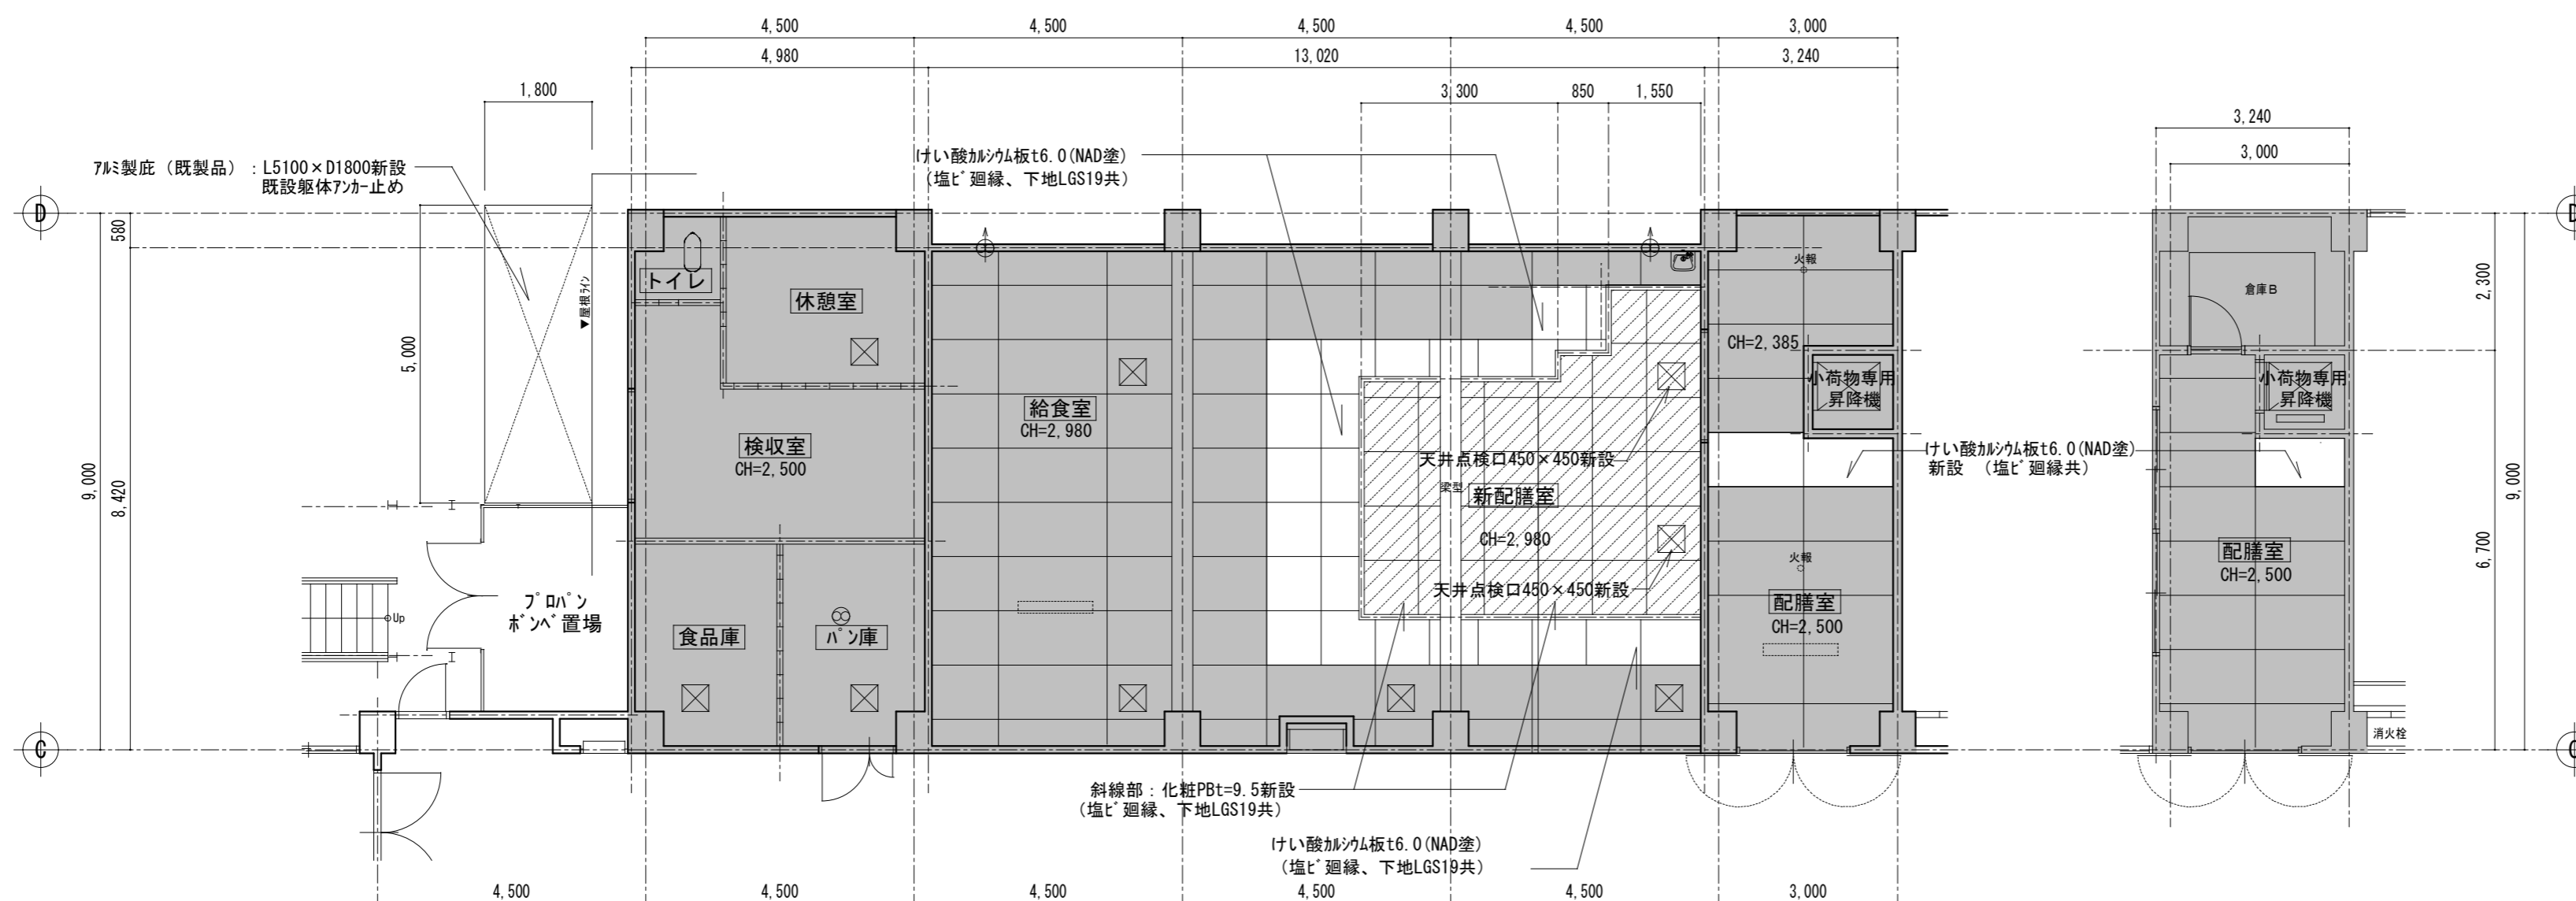 4,500 4,500 4,500 4,500 3,000
4,980 13,020 3,240
1,800 3,300 850 1,550
3,240
3,000
アルミ製庇（既製品）：L5100×D1800新設
既設躯体アンカー止め
けい酸カルシウム板t6.0(NAD塗)
（塩ビ廻縁、下地LGS19共）
D
580
9,000
8,420
5,000
▼屋根ライン
トイレ
休憩室
検収室
CH=2,500
食品庫
パン庫
プロパン
ボンベ置場
Up
給食室
CH=2,980
天井点検口450×450新設
梁型
新配膳室
CH=2,980
天井点検口450×450新設
火報
CH=2,385
小荷物専用
昇降機
火報
配膳室
CH=2,500
けい酸カルシウム板t6.0(NAD塗)
新設　（塩ビ廻縁共）
倉庫B
小荷物専用
昇降機
配膳室
CH=2,500
消火栓
2,300
6,700
9,000
C
斜線部：化粧PBt=9.5新設
（塩ビ廻縁、下地LGS19共）
けい酸カルシウム板t6.0(NAD塗)
（塩ビ廻縁、下地LGS19共）
4,500 4,500 4,500 4,500 4,500 3,000